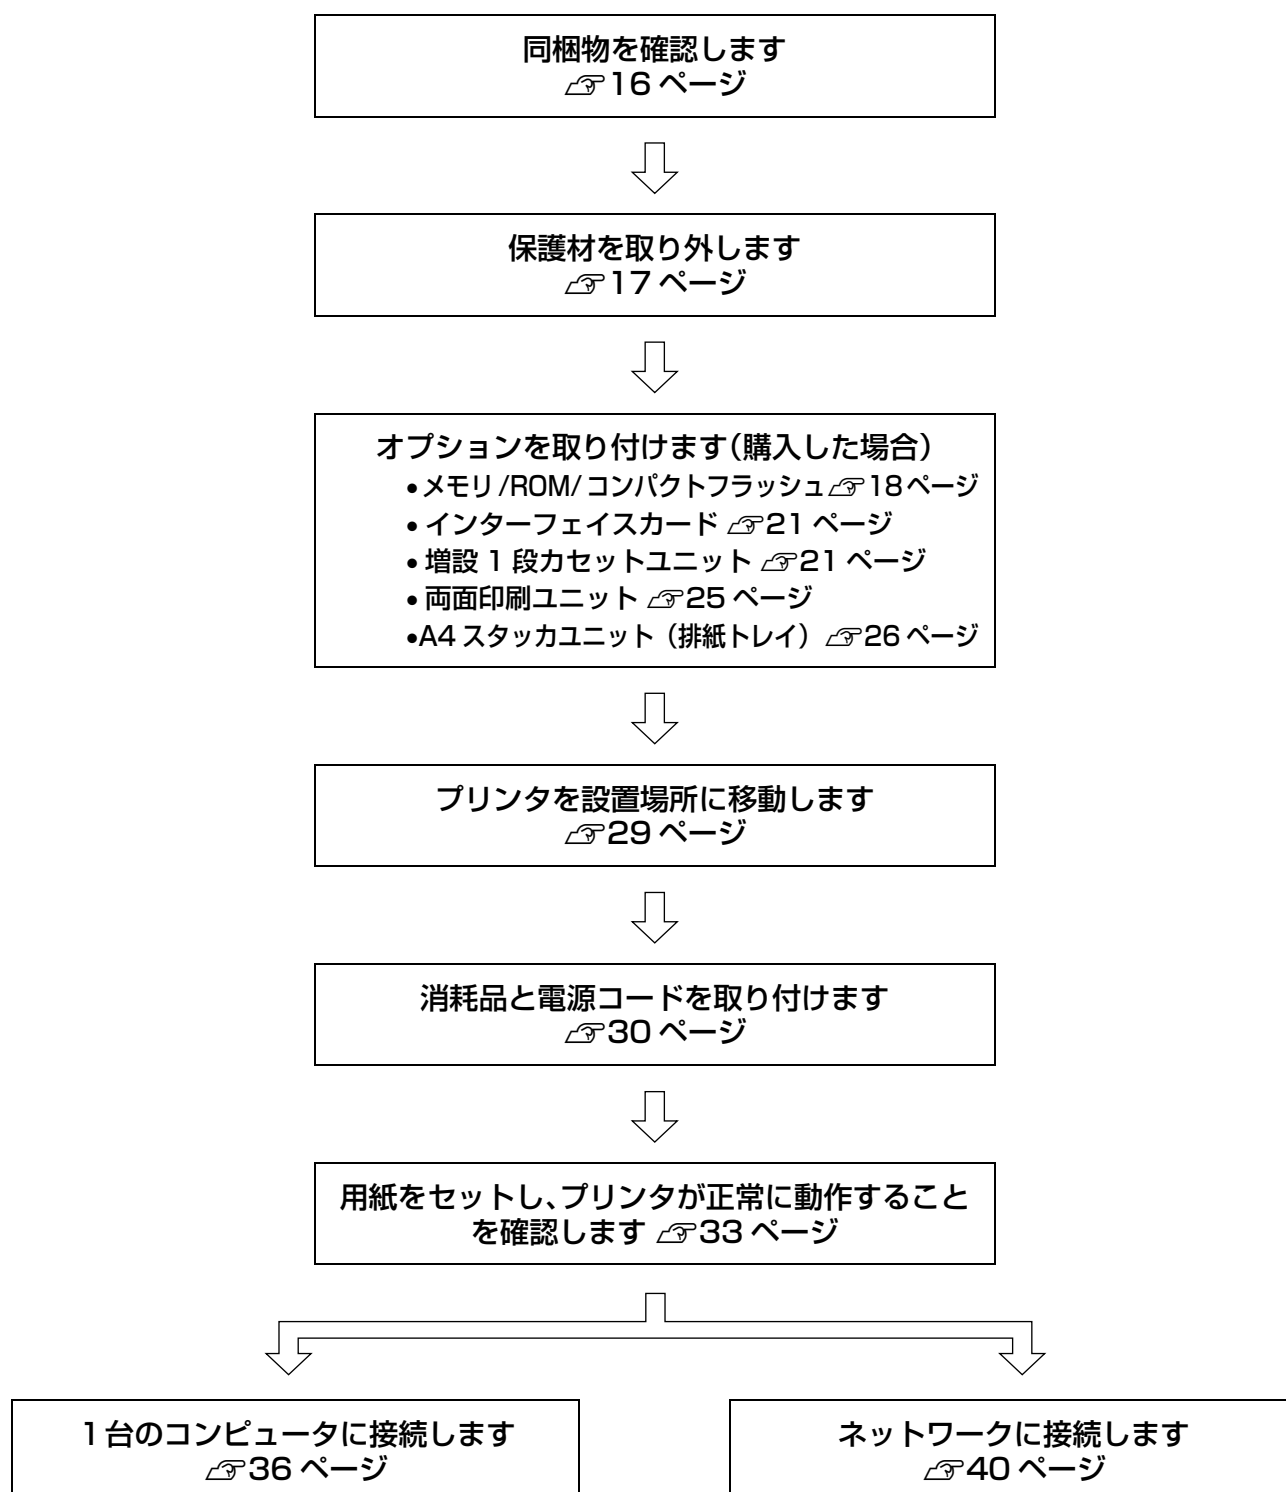 同梱物を確認します
☞16 ページ
保護材を取り外します
☞17 ページ
オプションを取り付けます(購入した場合)
•メモリ/ROM/コンパクトフラッシュ☞18ページ
•インターフェイスカード ☞21 ページ
•増設 1 段カセットユニット ☞21 ページ
•両面印刷ユニット ☞25 ページ
•A4 スタッカユニット（排紙トレイ）☞26 ページ
プリンタを設置場所に移動します
☞29 ページ
消耗品と電源コードを取り付けます
☞30 ページ
用紙をセットし、プリンタが正常に動作すること
を確認します ☞33 ページ
1台のコンピュータに接続します
☞36 ページ
ネットワークに接続します
☞40 ページ